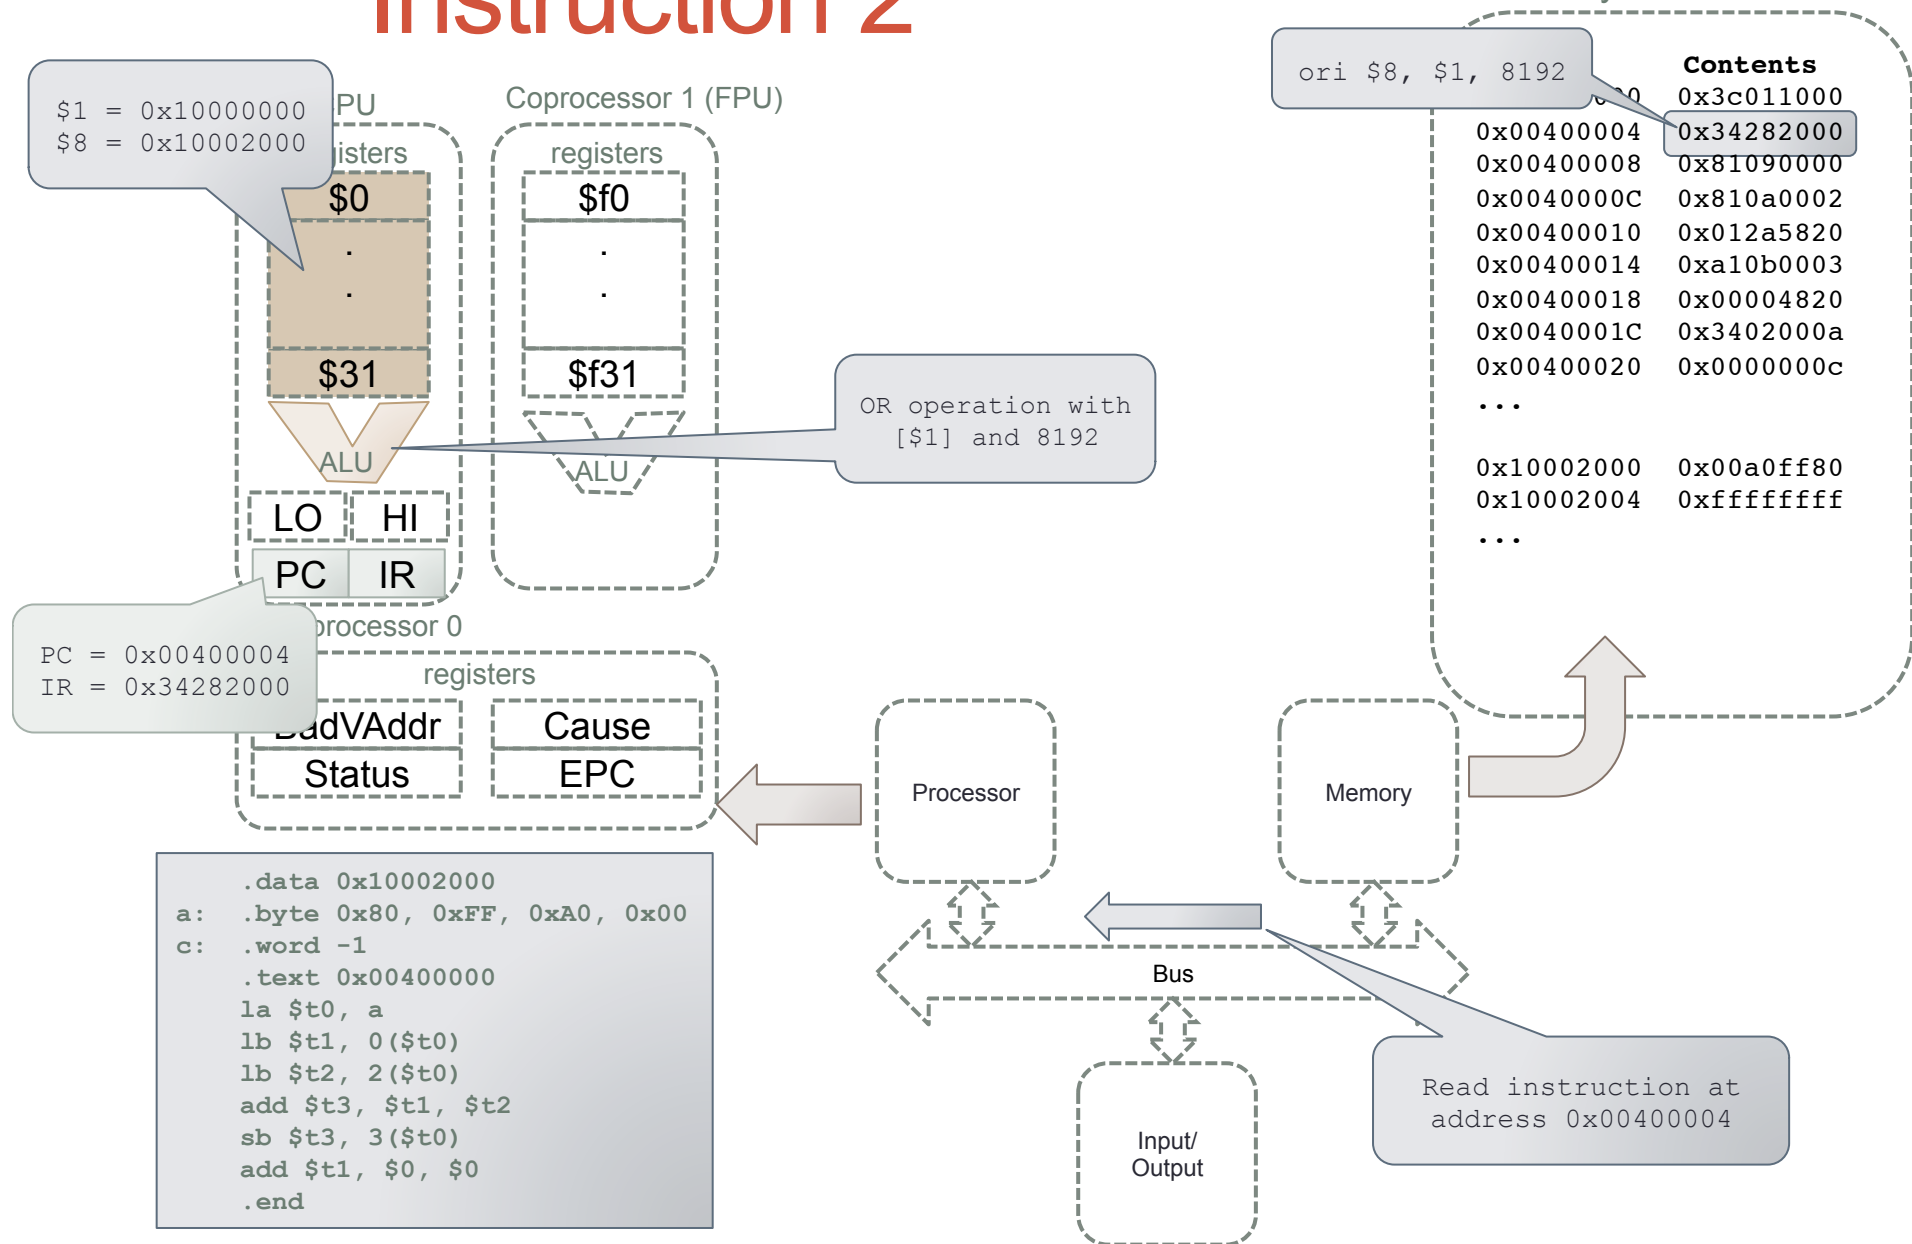 Instruction 2
$1 = 0x10000000
$8 = 0x10002000
Coprocessor 1 (FPU)
registers
$0
.
.
$31
ALU
LO HI
PC IR
registers
$f0
.
.
$f31
ALU
OR operation with
[$1] and 8192
PC = 0x00400004
IR = 0x34282000
registers
BadVAddr Cause
Status EPC
ori $8, $1, 8192
Contents
0x3c011000
0x00400004 0x34282000
0x00400008 0x81090000
0x0040000C 0x810a0002
0x00400010 0x012a5820
0x00400014 0xa10b0003
0x00400018 0x00004820
0x0040001C 0x3402000a
0x00400020 0x0000000c
...
0x10002000 0x00a0ff80
0x10002004 0xffffffff
...
Processor
Memory
Bus
Input/
Output
Read instruction at
address 0x00400004
.data 0x10002000
a: .byte 0x80, 0xFF, 0xA0, 0x00
c: .word -1
.text 0x00400000
la $t0, a
lb $t1, 0($t0)
lb $t2, 2($t0)
add $t3, $t1, $t2
sb $t3, 3($t0)
add $t1, $0, $0
.end